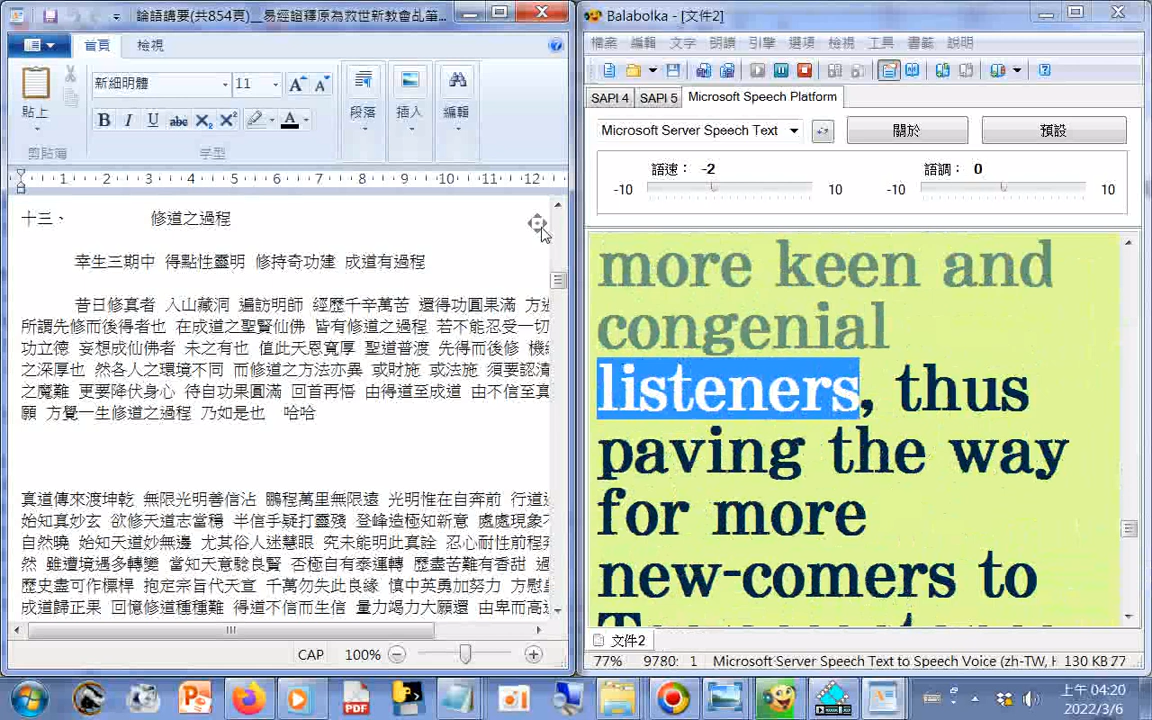 論語講要(共854頁)__易經證釋原為救世新教會乩筆...
首頁
檢視
貼上
剪貼簿
新細明體
11
字型
段落
插入
編輯
1 2 3 4 5 6 7 8 9 10 11 12
十三、 修道之過程
幸生三期中 得點性靈明 修持奇功建 成道有過程
昔日修真者 入山藏洞 遍訪明師 經歷千辛萬苦 還得功圓果滿 方
所謂先修而後得者也 在成道之聖賢仙佛 皆有修道之過程 若不能忍受一切
功立德 妄想成仙佛者 未之有也 值此天恩寬厚 聖道普渡 先得而後修 機
之深厚也 然各人之環境不同 而修道之方法亦異 或財施 或法施 須要認清
之魔難 更要降伏身心 待自功果圓滿 回首再悟 由得道至成道 由不信至真
願 方覺一生修道之過程 乃如是也 哈哈
真道傳來渡坤乾 無限光明善信沾 鵬程萬里無限遠 光明惟在自奔前 行道
始知真妙玄 欲修天道志當穩 半信半疑打靈殘 登峰造極知新意 處處現象
自然曉 始知天道妙無邊 尤其俗人迷慧眼 究未能明此真詮 忍心耐性前程
然 雖遭境遇多轉變 當知天意驗良賢 否極自有泰運轉 歷盡苦難有香甜 過
歷史盡可作標桿 抱定宗旨代天宣 千萬勿失此良緣 慎中英勇加努力 方慰
成道歸正果 回憶修道種種難 得道不信而生信 量力竭力大願還 由卑而高
CAP 100%
Balabolka - [文件2]
檔案 編輯 文字 朗讀 引擎 選項 檢視 工具 書籤 說明
SAPI 4 SAPI 5 Microsoft Speech Platform
Microsoft Server Speech Text
關於
預設
語速： -2
語調： 0
-10 10 -10 10
more keen and
congenial
listeners, thus
paving the way
for more
new-comers to
文件2
77% 9780: 1 Microsoft Server Speech Text to Speech Voice (zh-TW, H 130 KB 77
上午 04:20
2022/3/6